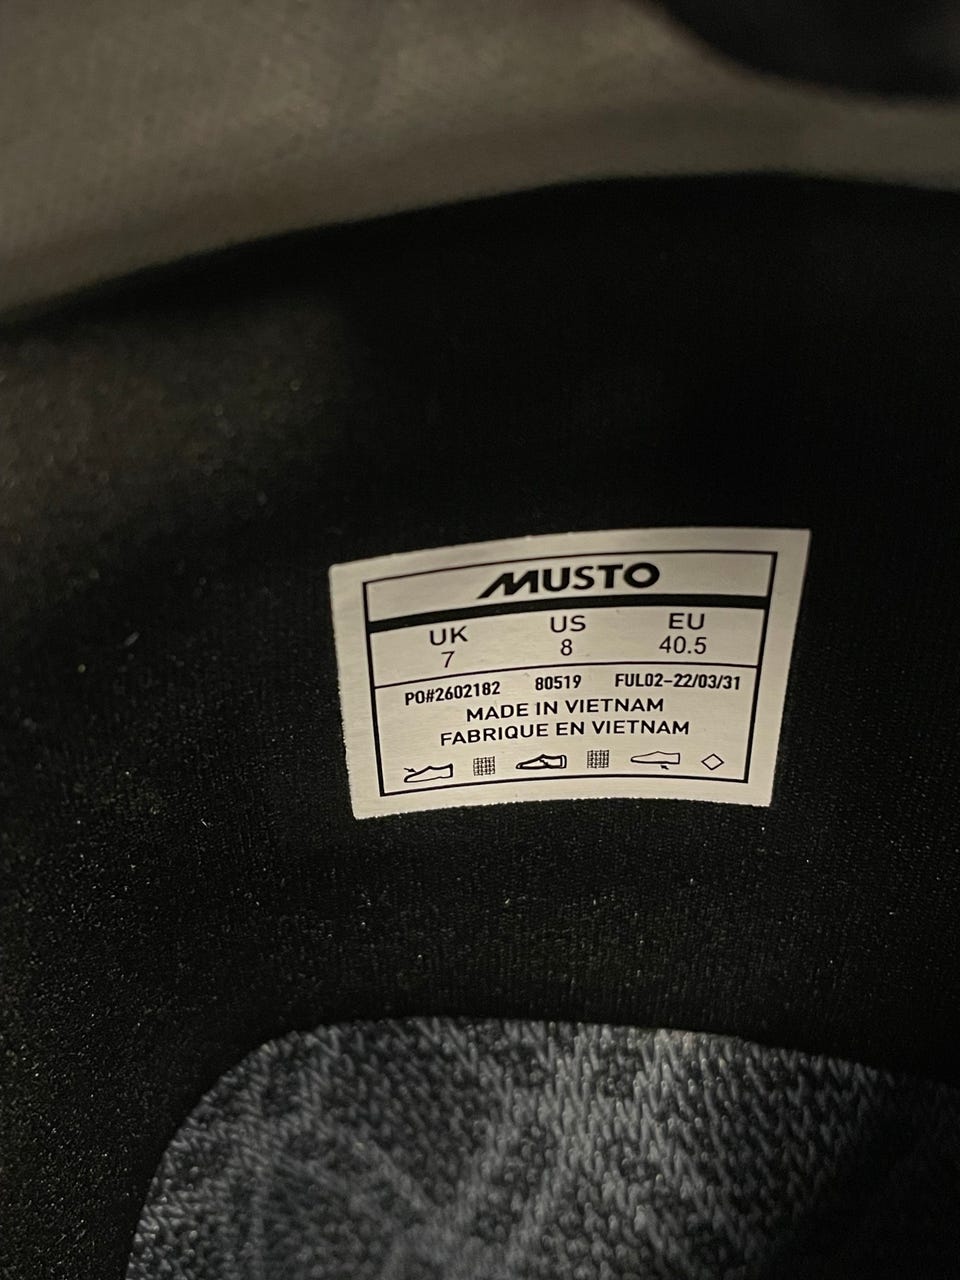 MUSTO
UK US EU
7 8 40.5
PO#2602182 80519 FUL02-22/03/31
MADE IN VIETNAM
FABRIQUE EN VIETNAM